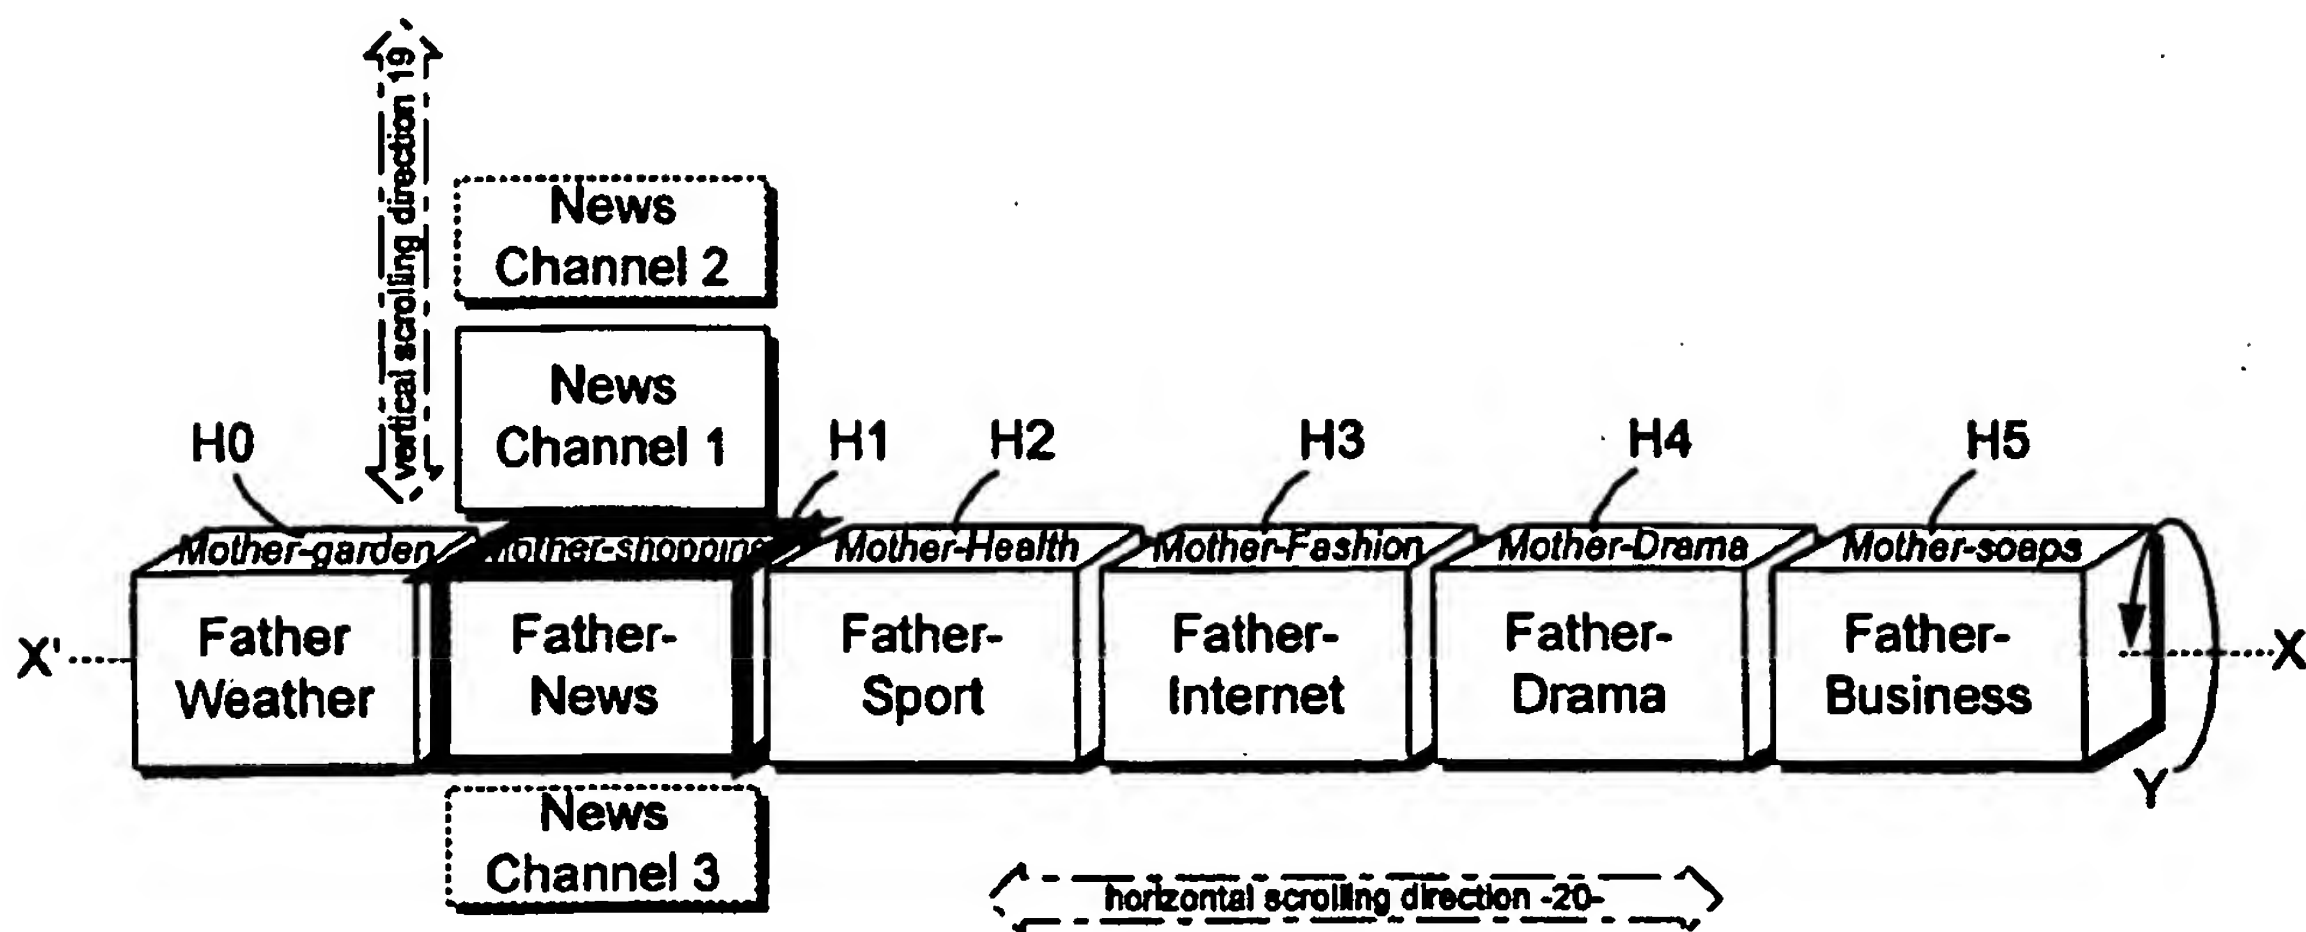 vertical scrolling direction 19
News
Channel 2
News
Channel 1
H0
H1
H2
H3
H4
H5
Mother-garden
Mother-shopping
Mother-Health
Mother-Fashion
Mother-Drama
Mother-soaps
X'
Father
Weather
Father-
News
Father-
Sport
Father-
Internet
Father-
Drama
Father-
Business
X
Y
News
Channel 3
horizontal scrolling direction -20-